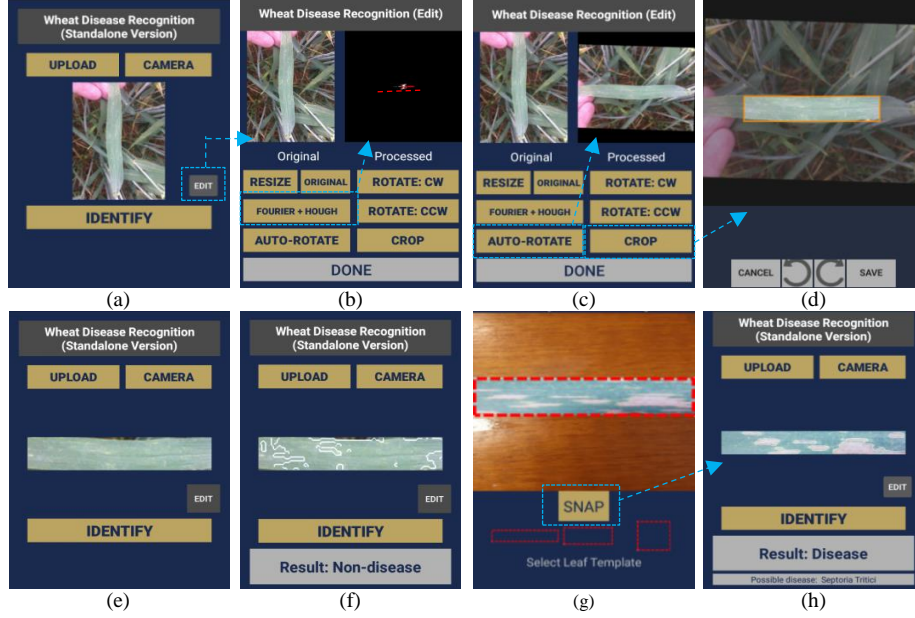 Wheat Disease Recognition
(Standalone Version)
UPLOAD
CAMERA
EDIT
IDENTIFY
(a)
Wheat Disease Recognition (Edit)
Original
Processed
RESIZE
ORIGINAL
ROTATE: CW
FOURIER + HOUGH
ROTATE: CCW
AUTO-ROTATE
CROP
DONE
(b)
Wheat Disease Recognition (Edit)
Original
Processed
RESIZE
ORIGINAL
ROTATE: CW
FOURIER + HOUGH
ROTATE: CCW
AUTO-ROTATE
CROP
DONE
(c)
CANCEL
SAVE
(d)
Wheat Disease Recognition
(Standalone Version)
UPLOAD
CAMERA
EDIT
IDENTIFY
(e)
Wheat Disease Recognition
(Standalone Version)
UPLOAD
CAMERA
EDIT
IDENTIFY
Result: Non-disease
(f)
SNAP
Select Leaf Template
(g)
Wheat Disease Recognition
(Standalone Version)
UPLOAD
CAMERA
EDIT
IDENTIFY
Result: Disease
Possible disease: Septoria Tritici
(h)